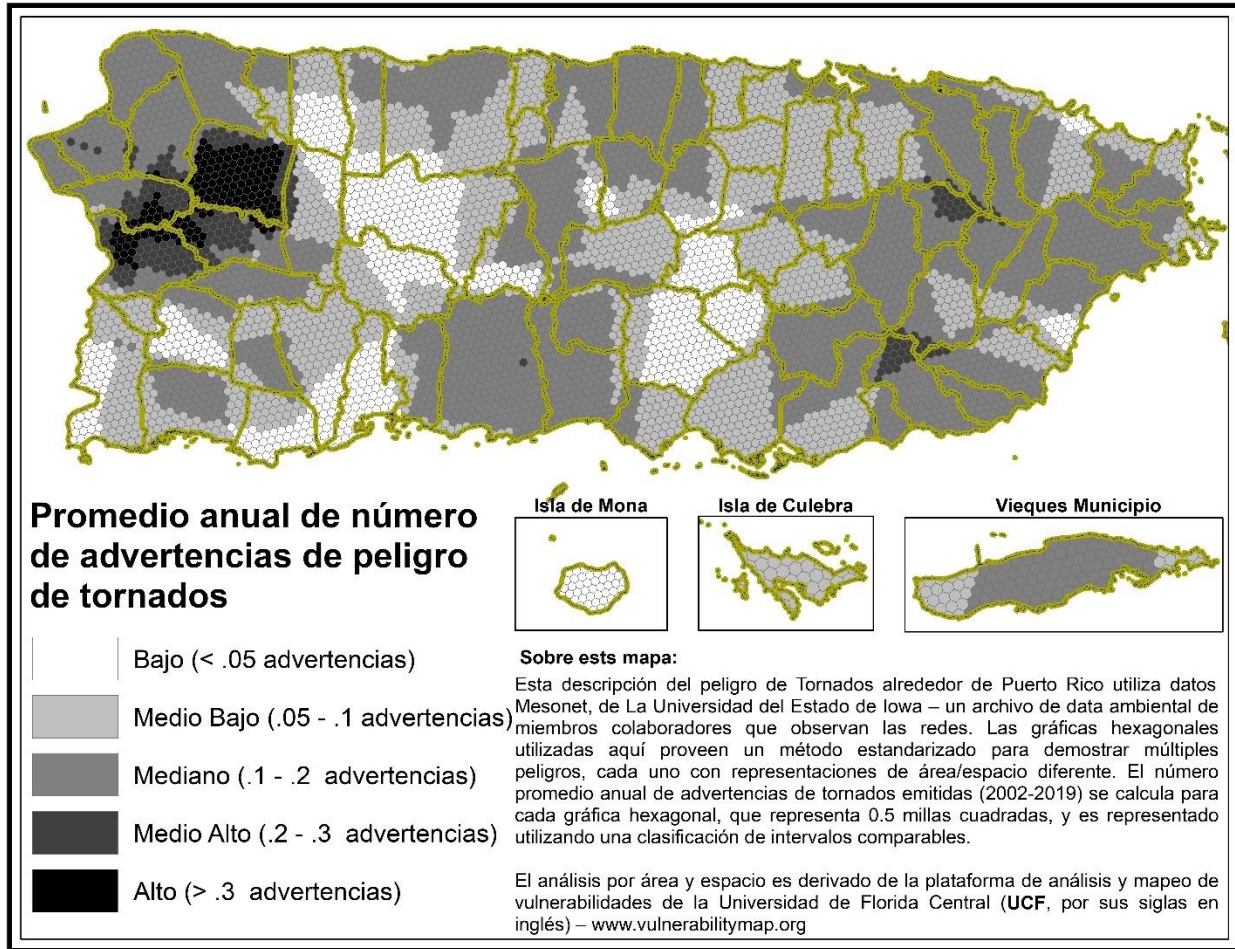 Isla de Mona
Isla de Culebra
Vieques Municipio
Promedio anual de número
de advertencias de peligro
de tornados
Bajo (< .05 advertencias)
Medio Bajo (.05 - .1 advertencias)
Mediano (.1 - .2 advertencias)
Medio Alto (.2 - .3 advertencias)
Alto (> .3 advertencias)
Sobre ests mapa:
Esta descripción del peligro de Tornados alrededor de Puerto Rico utiliza datos
Mesonet, de La Universidad del Estado de Iowa – un archivo de data ambiental de
miembros colaboradores que observan las redes. Las gráficas hexagonales
utilizadas aquí proveen un método estandarizado para demostrar múltiples
peligros, cada uno con representaciones de área/espacio diferente. El número
promedio anual de advertencias de tornados emitidas (2002-2019) se calcula para
cada gráfica hexagonal, que representa 0.5 millas cuadradas, y es representado
utilizando una clasificación de intervalos comparables.
El análisis por área y espacio es derivado de la plataforma de análisis y mapeo de
vulnerabilidades de la Universidad de Florida Central (UCF, por sus siglas en
inglés) – www.vulnerabilitymap.org